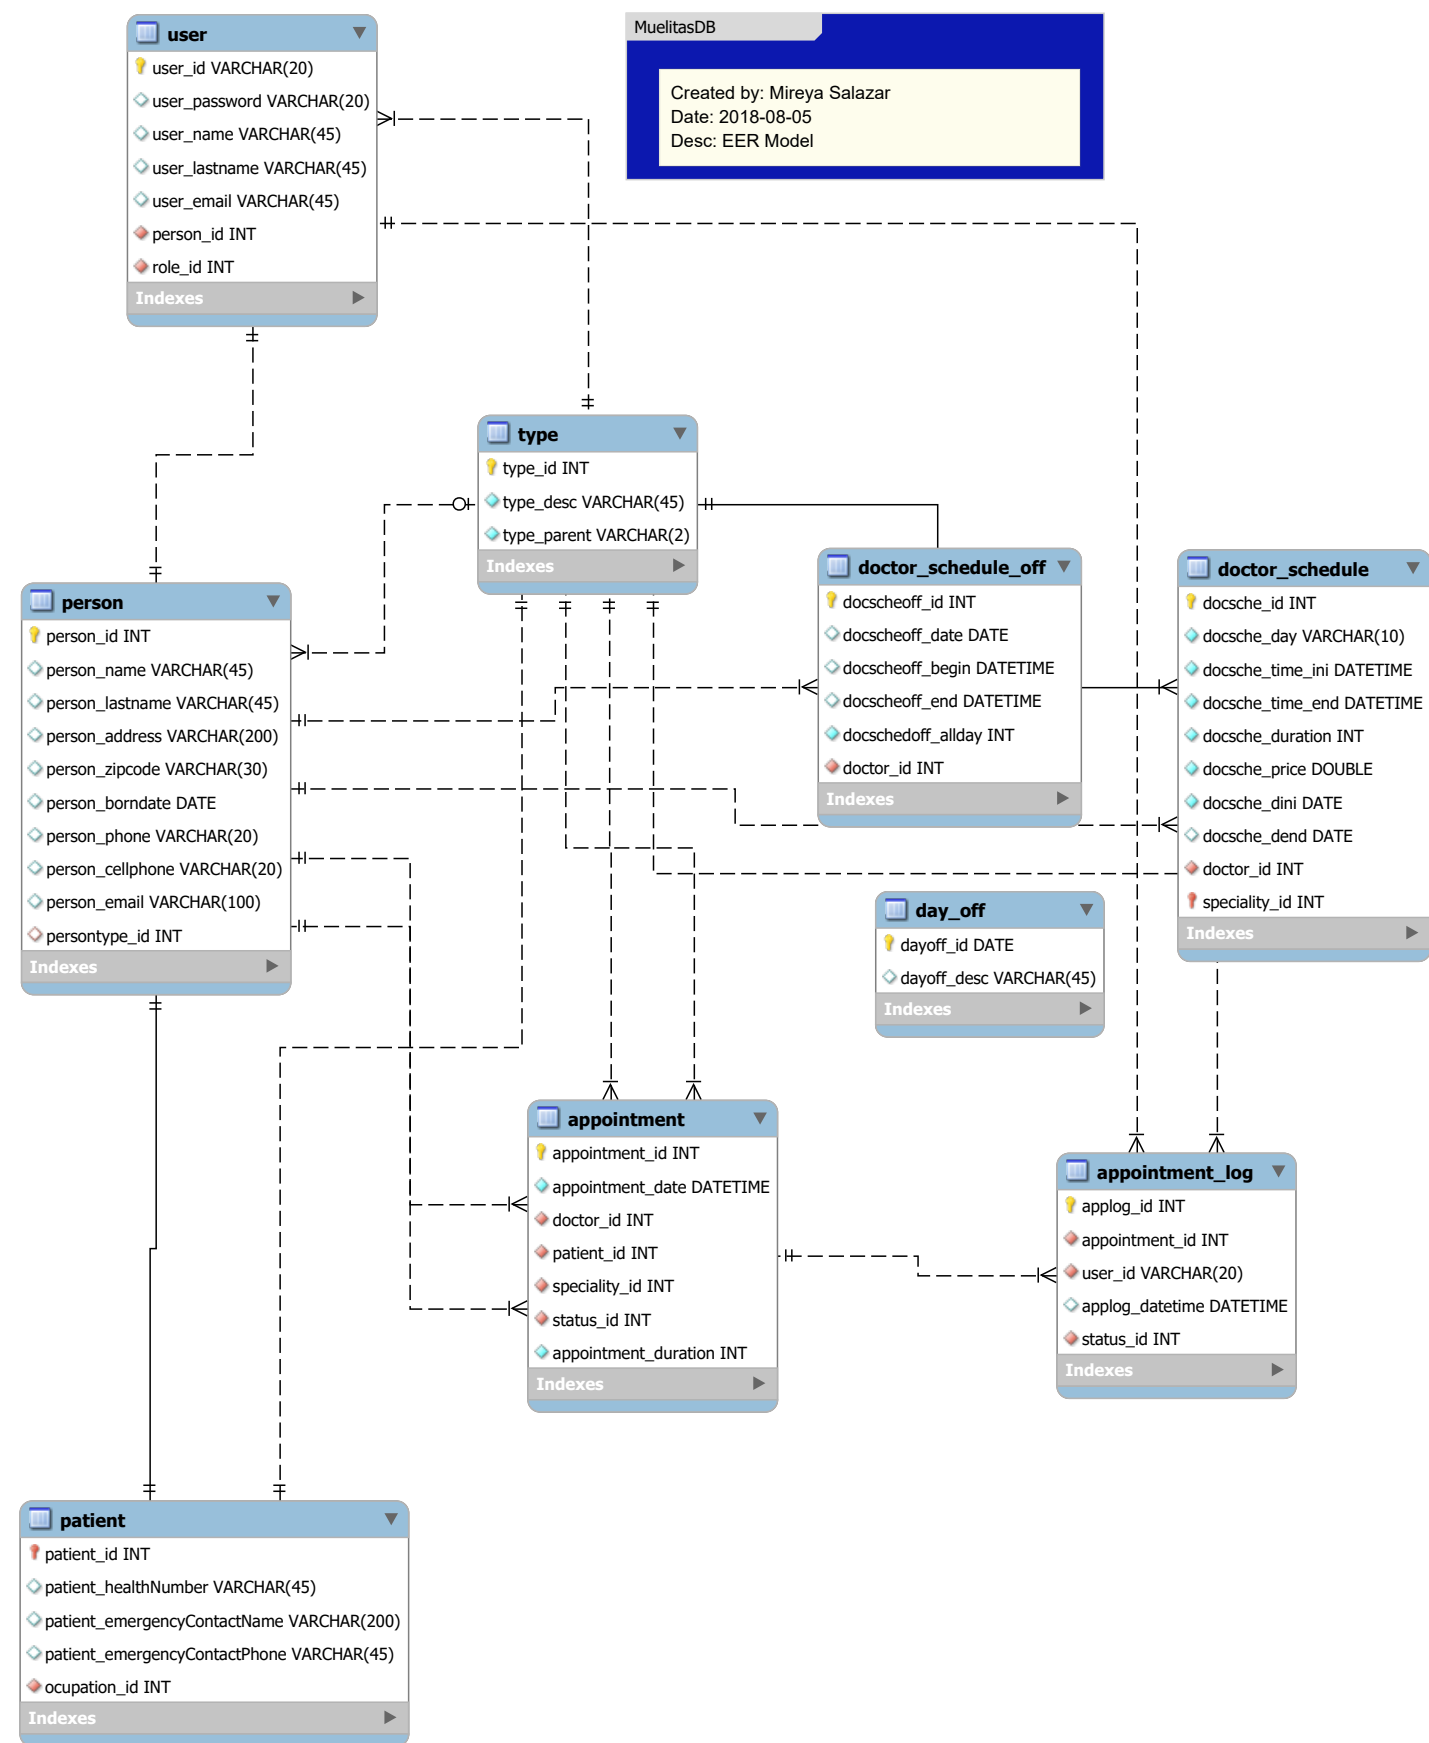 user
user_id VARCHAR(20)
user_password VARCHAR(20)
user_name VARCHAR(45)
user_lastname VARCHAR(45)
user_email VARCHAR(45)
person_id INT
role_id INT
Indexes
MuelitasDB
Created by: Mireya Salazar
Date: 2018-08-05
Desc: EER Model
type
type_id INT
type_desc VARCHAR(45)
type_parent VARCHAR(2)
Indexes
person
person_id INT
person_name VARCHAR(45)
person_lastname VARCHAR(45)
person_address VARCHAR(200)
person_zipcode VARCHAR(30)
person_borndate DATE
person_phone VARCHAR(20)
person_cellphone VARCHAR(20)
person_email VARCHAR(100)
persontype_id INT
Indexes
doctor_schedule_off
docscheoff_id INT
docscheoff_date DATE
docscheoff_begin DATETIME
docscheoff_end DATETIME
docschedoff_allday INT
doctor_id INT
Indexes
doctor_schedule
docsche_id INT
docsche_day VARCHAR(10)
docsche_time_ini DATETIME
docsche_time_end DATETIME
docsche_duration INT
docsche_price DOUBLE
docsche_dini DATE
docsche_dend DATE
doctor_id INT
speciality_id INT
Indexes
day_off
dayoff_id DATE
dayoff_desc VARCHAR(45)
Indexes
appointment
appointment_id INT
appointment_date DATETIME
doctor_id INT
patient_id INT
speciality_id INT
status_id INT
appointment_duration INT
Indexes
appointment_log
applog_id INT
appointment_id INT
user_id VARCHAR(20)
applog_datetime DATETIME
status_id INT
Indexes
patient
patient_id INT
patient_healthNumber VARCHAR(45)
patient_emergencyContactName VARCHAR(200)
patient_emergencyContactPhone VARCHAR(45)
ocupation_id INT
Indexes